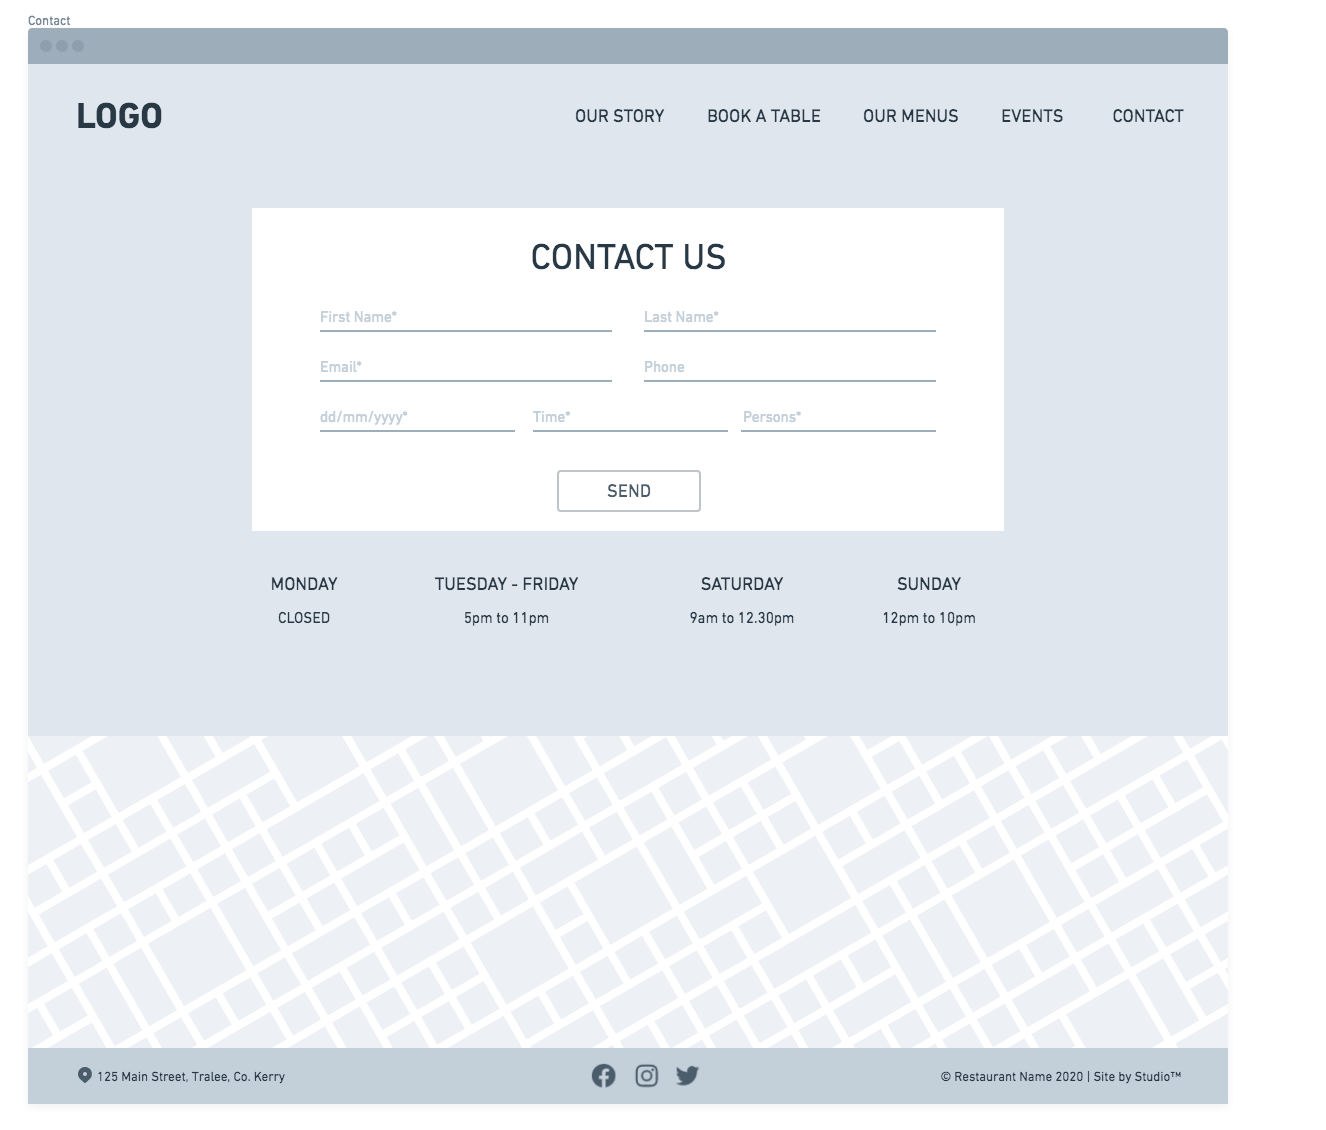 Contact
LOGO
OUR STORY BOOK A TABLE OUR MENUS EVENTS CONTACT
CONTACT US
First Name* Last Name*
Email* Phone
dd/mm/yyyy* Time* Persons*
SEND
MONDAY TUESDAY - FRIDAY SATURDAY SUNDAY
CLOSED 5pm to 11pm 9am to 12.30pm 12pm to 10pm
125 Main Street, Tralee, Co. Kerry © Restaurant Name 2020 | Site by Studio™